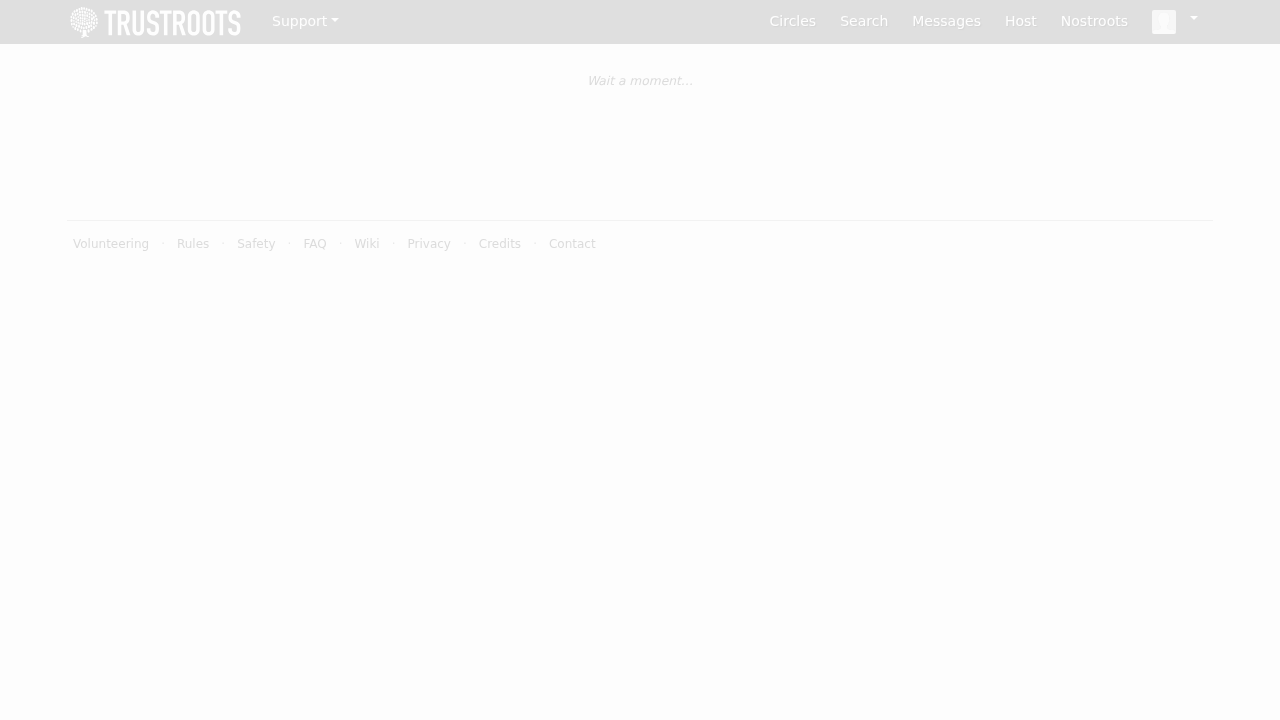 TRUSTROOTS Support Circles Search Messages Host Nostroots
Wait a moment...
Volunteering · Rules · Safety · FAQ · Wiki · Privacy · Credits · Contact